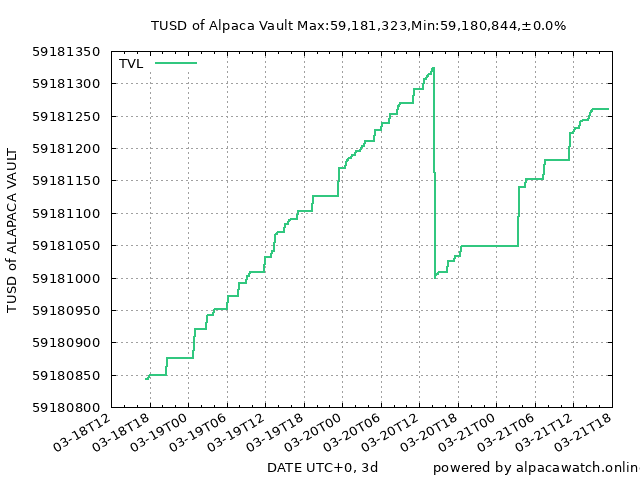 TUSD of Alpaca Vault Max:59,181,323,Min:59,180,844,±0.0%
TVL
59181350
59181300
59181250
59181200
59181150
59181100
59181050
59181000
59180950
59180900
59180850
59180800
TUSD of ALAPACA VAULT
03-18T12
03-18T18
03-19T00
03-19T06
03-19T12
03-19T18
03-20T00
03-20T06
03-20T12
03-20T18
03-21T00
03-21T06
03-21T12
03-21T18
DATE UTC+0, 3d
powered by alpacawatch.onlin